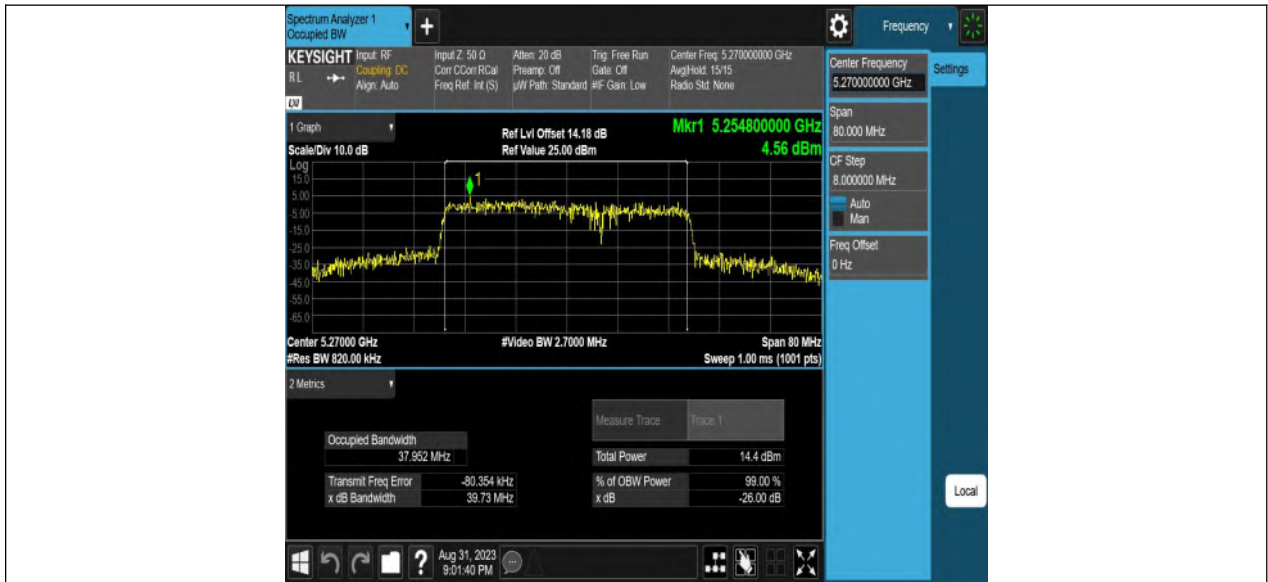 Spectrum Analyzer 1
Occupied BW
+
Frequency
KEYSIGHT
RL
LXI
Input: RF
Coupling: DC
Align: Auto
Input Z: 50 Ω
Corr CCorr RCal
Freq Ref: Int (S)
Atten: 20 dB
Preamp: Off
µW Path: Standard
Trig: Free Run
Gate: Off
#IF Gain: Low
Center Freq: 5.270000000 GHz
Avg|Hold: 15/15
Radio Std: None
Center Frequency
5.270000000 GHz
Settings
Span
80.000 MHz
CF Step
8.000000 MHz
Auto
Man
Freq Offset
0 Hz
Local
1 Graph
Scale/Div 10.0 dB
Ref Lvl Offset 14.18 dB
Ref Value 25.00 dBm
Mkr1 5.254800000 GHz
4.56 dBm
Log
15.0
5.00
-5.00
-15.0
-25.0
-35.0
-45.0
-55.0
-65.0
1
Center 5.27000 GHz
#Res BW 820.00 kHz
#Video BW 2.7000 MHz
Span 80 MHz
Sweep 1.00 ms (1001 pts)
2 Metrics
Measure Trace Trace 1
Occupied Bandwidth
37.952 MHz
Total Power 14.4 dBm
Transmit Freq Error -80.354 kHz
% of OBW Power 99.00 %
x dB Bandwidth 39.73 MHz
x dB -26.00 dB
?
Aug 31, 2023
9:01:40 PM